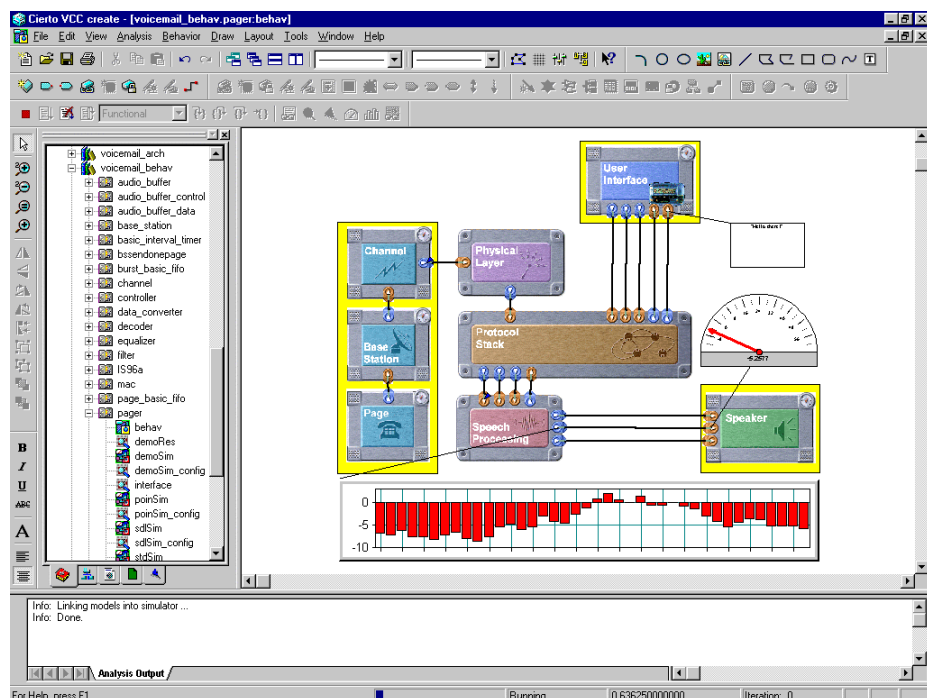 Cierto VCC create - [voicemail_behav.pager:behav]
File Edit View Analysis Behavior Draw Layout Tools Window Help
Functional
voicemail_arch
voicemail_behav
audio_buffer
audio_buffer_control
audio_buffer_data
base_station
basic_interval_timer
bssendonepage
burst_basic_fifo
channel
controller
data_converter
decoder
equalizer
filter
IS96a
mac
page_basic_fifo
pager
behav
demoRes
demoSim
demoSim_config
interface
poinSim
poinSim_config
sdlSim
sdlSim_config
stdSim
B
I
U
ABC
A
User
Interface
"Hello there!"
Channel
Physical
Layer
Base
Station
Protocol
Stack
Page
Speech
Processing
Speaker
-5.2577
0
-5
-10
Info: Linking models into simulator ...
Info: Done.
Analysis Output
For Help, press F1
Running
0.636250000000
Iteration: 0